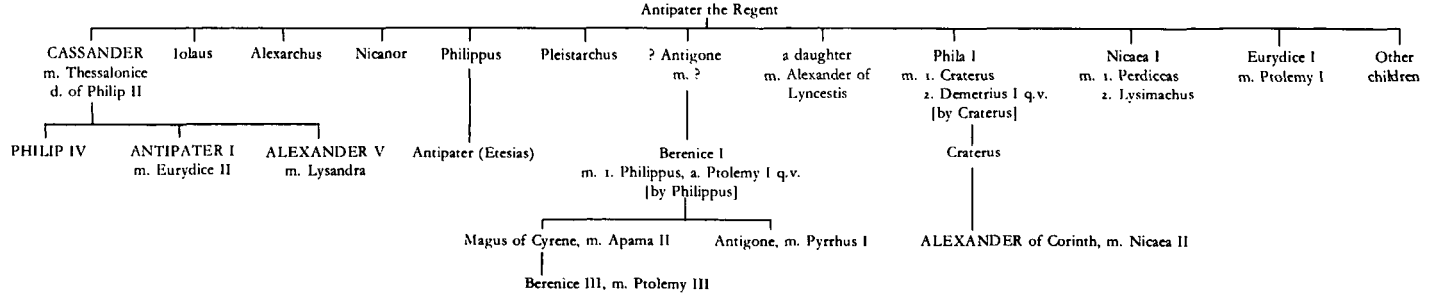 Antipater the Regent
CASSANDER
m. Thessalonice
d. of Philip II
Iolaus
Alexarchus
Nicanor
Philippus
Pleistarchus
? Antigone
m. ?
a daughter
m. Alexander of
Lyncestis
Phila I
m. 1. Craterus
2. Demetrius I q.v.
[by Craterus]
Nicaea I
m. 1. Perdiccas
2. Lysimachus
Eurydice I
m. Ptolemy I
Other
children
PHILIP IV
ANTIPATER I
m. Eurydice II
ALEXANDER V
m. Lysandra
Antipater (Etesias)
Berenice I
m. 1. Philippus, a. Ptolemy I q.v.
[by Philippus]
Craterus
Magus of Cyrene, m. Apama II
Antigone, m. Pyrrhus I
ALEXANDER of Corinth, m. Nicaea II
Berenice III, m. Ptolemy III